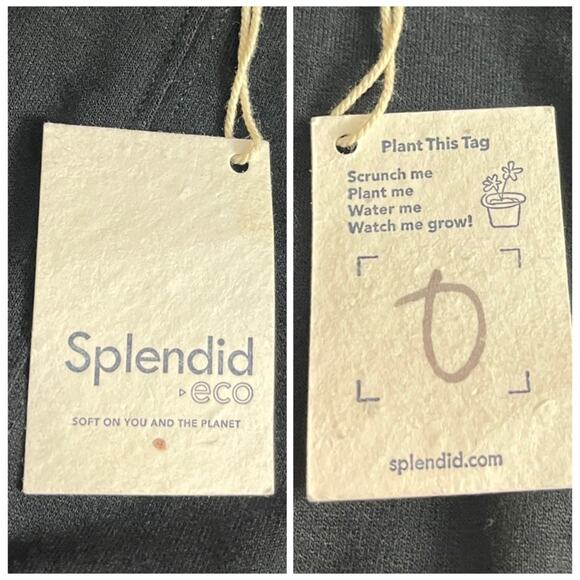 Splendid
eco
SOFT ON YOU AND THE PLANET
Plant This Tag
Scrunch me
Plant me
Water me
Watch me grow!
splendid.com